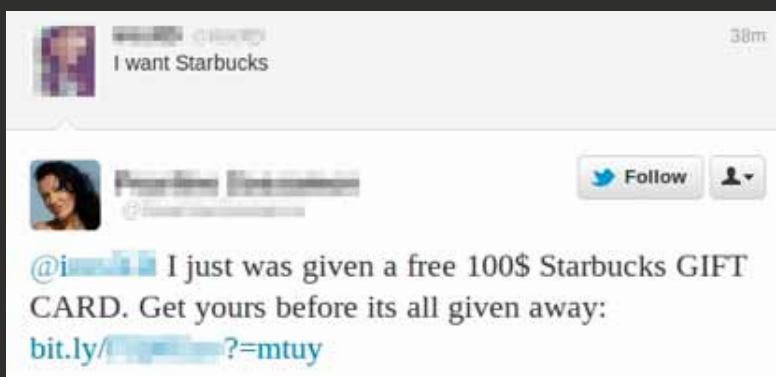 38m
I want Starbucks
Follow
@i I just was given a free 100$ Starbucks GIFT
CARD. Get yours before its all given away:
bit.ly/ ?=mtuy